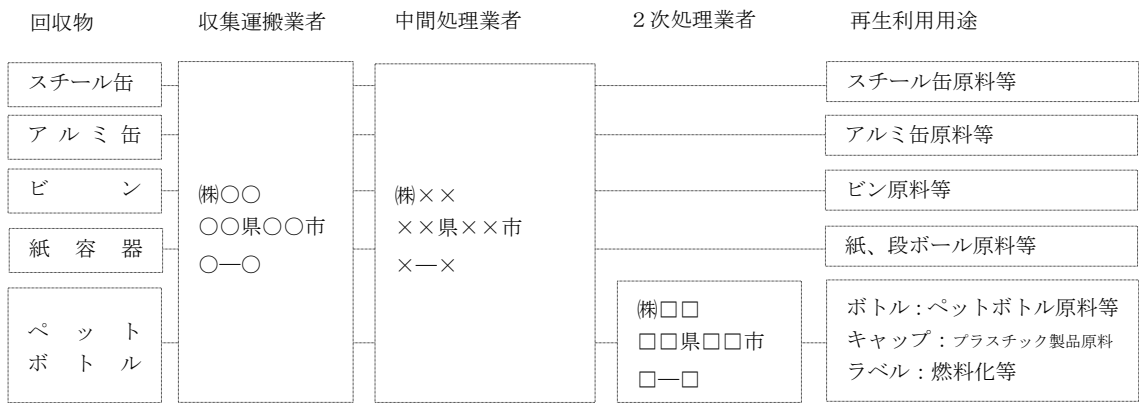 回収物 収集運搬業者 中間処理業者 ２次処理業者 再生利用用途
スチール缶
アルミ缶
ビン
紙容器
ペット
ボトル
㈱〇〇
〇〇県〇〇市
〇―〇
㈱××
××県××市
×―×
㈱□□
□□県□□市
□―□
スチール缶原料等
アルミ缶原料等
ビン原料等
紙、段ボール原料等
ボトル：ペットボトル原料等
キャップ：プラスチック製品原料
ラベル：燃料化等